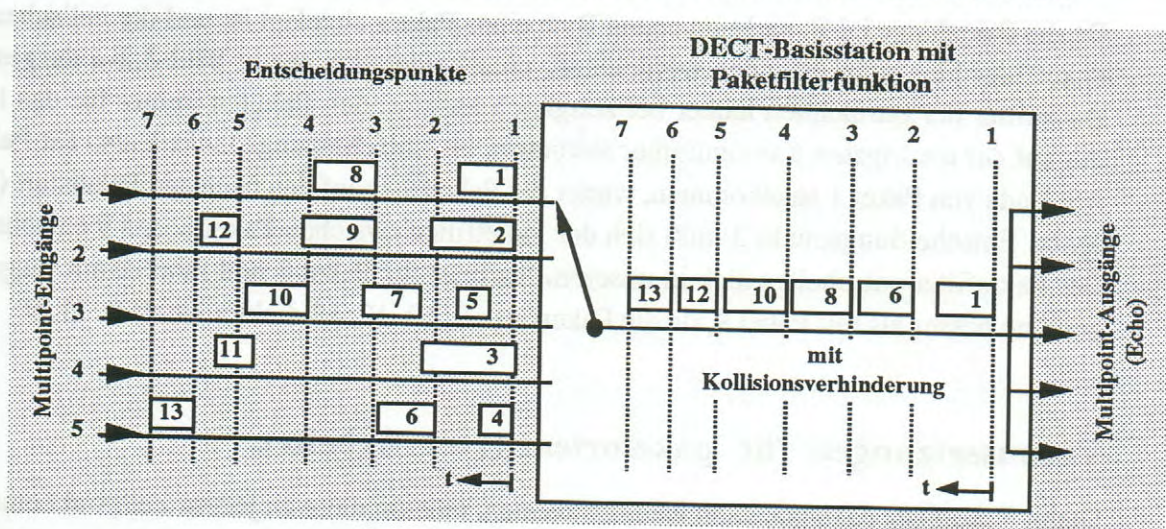 DECT-Basisstation mit
Paketfilterfunktion
Entscheidungspunkte
7 6 5 4 3 2 1
7 6 5 4 3 2 1
Multipoint-Eingänge
1
8 1
2
12 9 2
3
10 7 5
4
11 3
5
13 6 4
t
13 12 10 8 6 1
mit
Kollisionsverhinderung
t
Multipoint-Ausgänge
(Echo)